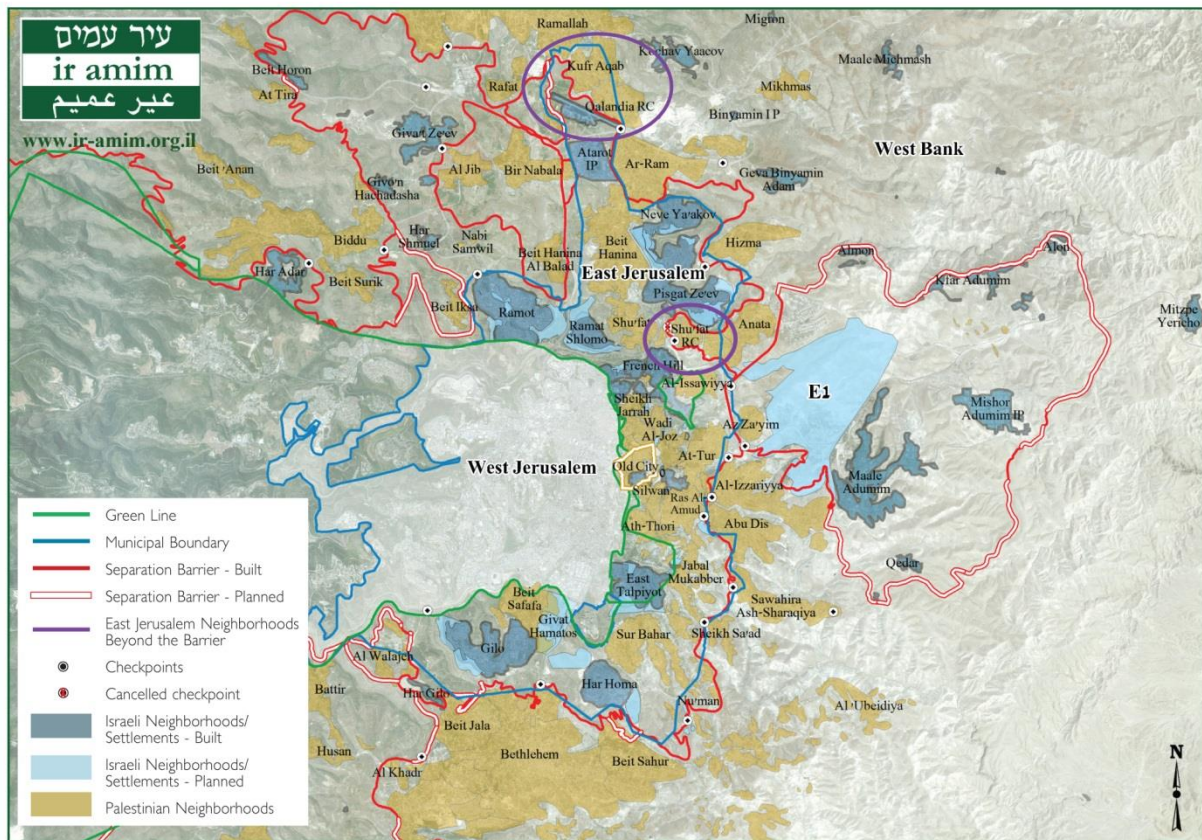 עיר עמים
ir amim
عير عميم
www.ir-amim.org.il
Ramallah
Migron
Kochav Yaacov
Maale Michmash
Beit Horon
At Tira
Rafat
Kufr Aqab
Qalandia RC
Mikhmas
Binyamin IP
Giva't Ze'ev
Al Jib
Bir Nabala
Atarot
IP
Ar-Ram
West Bank
Beit 'Anan
Giv'on
Hachadasha
Geva Binyamin
Adam
Neve Ya'akov
Har
Shmuel
Nabi
Samwil
Biddu
Beit Hanina
Al Balad
Beit
Hanina
Hizma
Har Adar
Beit Surik
East Jerusalem
Almon
Alon
Kfar Adumim
Pisgat Ze'ev
Beit Iksa
Ramot
Ramat
Shlomo
Shu'fat
Shu'fat
RC
Anata
Mitzpe
Yericho
French Hill
Al-Issawiyya
E1
Sheikh
Jarrah
Wadi
Al-Joz
Mishor
Adumim IP
Az Za'yim
West Jerusalem
Old City
At-Tur
Silwan
Al-Izzariyya
Maale
Adumim
Ras Al-
Amud
Ath-Thori
Abu Dis
Qedar
East
Talpiyot
Jabal
Mukabber
Beit
Safafa
Sawahira
Ash-Sharaqiya
Givat
Hamatos
Gilo
Sur Bahar
Sheikh Sa'ad
Al Walajeh
Har Gilo
Har Homa
Nu'man
Battir
Beit Jala
Al 'Ubeidiya
Husan
Bethlehem
Beit Sahur
Al Khadr
Green Line
Municipal Boundary
Separation Barrier - Built
Separation Barrier - Planned
East Jerusalem Neighborhoods
Beyond the Barrier
Checkpoints
Cancelled checkpoint
Israeli Neighborhoods/
Settlements - Built
Israeli Neighborhoods/
Settlements - Planned
Palestinian Neighborhoods
N